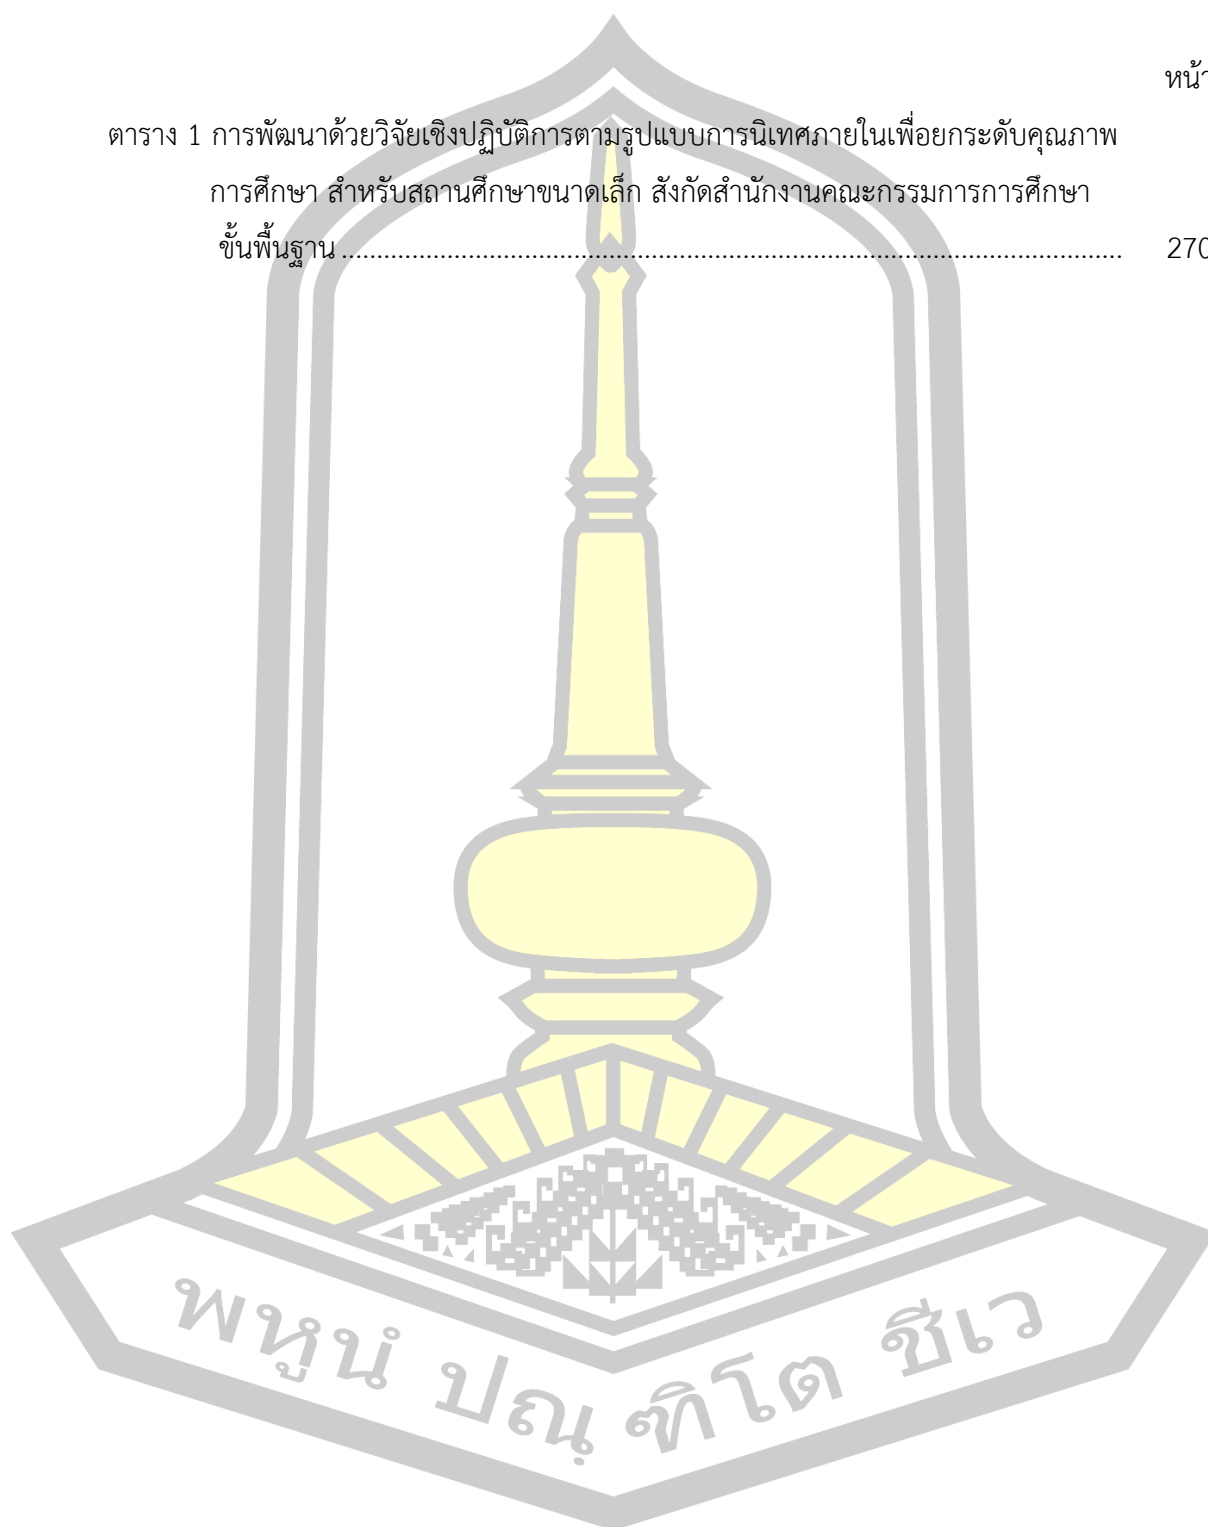 หน้า
ตาราง 1 การพัฒนาด้วยวิจัยเชิงปฏิบัติการตามรูปแบบการนิเทศภายในเพื่อยกระดับคุณภาพ
การศึกษา สำหรับสถานศึกษาขนาดเล็ก สังกัดสำนักงานคณะกรรมการการศึกษา
ขั้นพื้นฐาน ............................................................................................................... 270
พหูนํ ปณฺฑิโต ชีเว